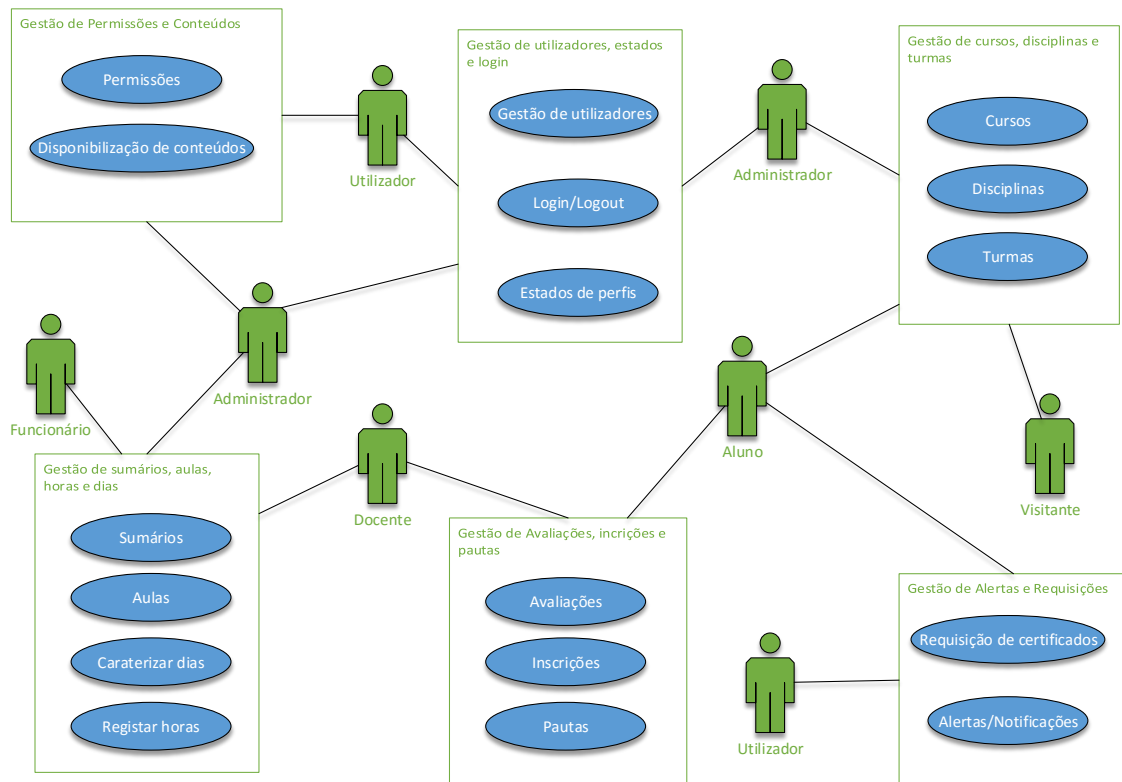 Gestão de Permissões e Conteúdos
Permissões
Disponibilização de conteúdos
Utilizador
Gestão de utilizadores, estados
e login
Gestão de utilizadores
Login/Logout
Estados de perfis
Administrador
Gestão de cursos, disciplinas e
turmas
Cursos
Disciplinas
Turmas
Funcionário
Administrador
Docente
Aluno
Visitante
Gestão de sumários, aulas,
horas e dias
Sumários
Aulas
Caraterizar dias
Registar horas
Gestão de Avaliações, incrições e
pautas
Avaliações
Inscrições
Pautas
Utilizador
Gestão de Alertas e Requisições
Requisição de certificados
Alertas/Notificações